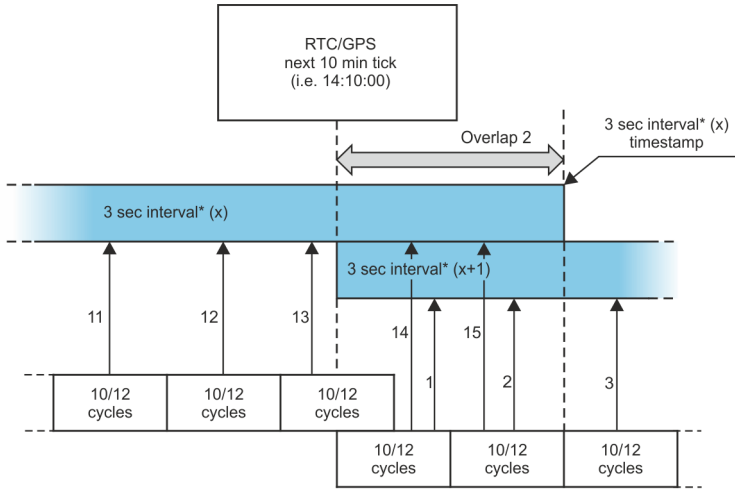 RTC/GPS
next 10 min tick
(i.e. 14:10:00)
Overlap 2
3 sec interval* (x)
timestamp
3 sec interval* (x)
3 sec interval* (x+1)
11
12
13
14
15
1
2
3
10/12
cycles
10/12
cycles
10/12
cycles
10/12
cycles
10/12
cycles
10/12
cycles